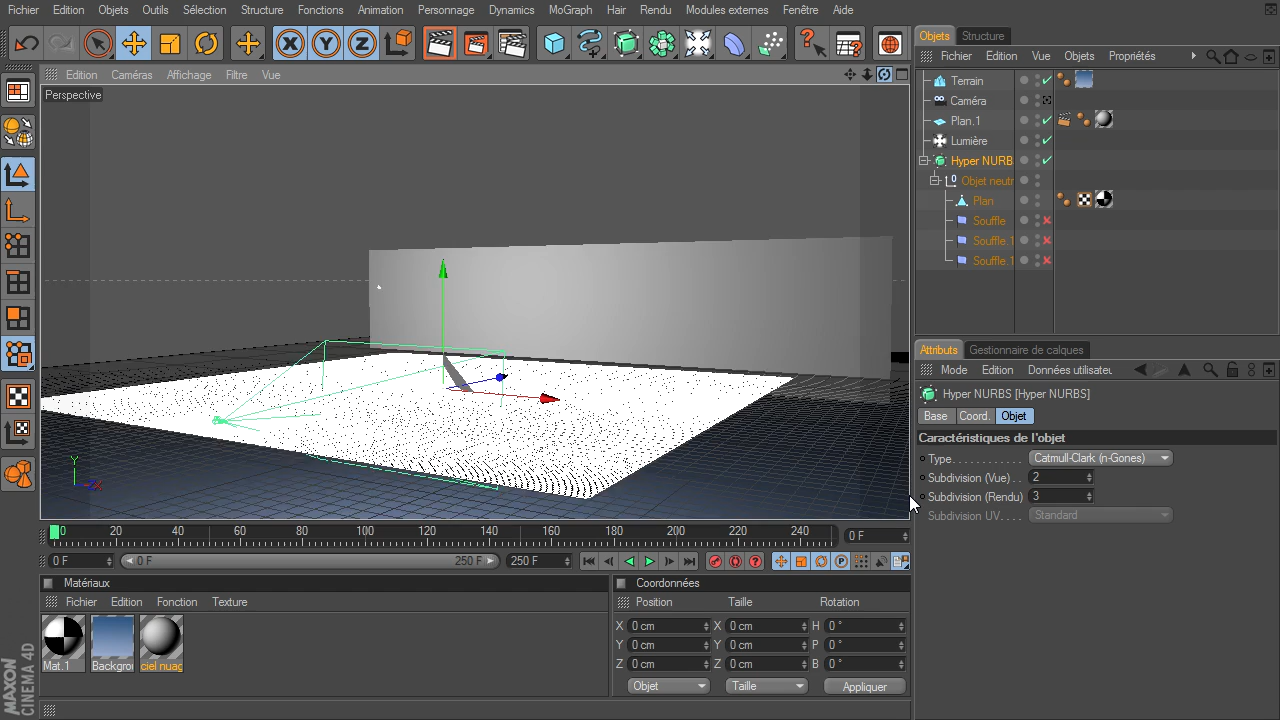 Fichier Edition Objets Outils Sélection Structure Fonctions Animation Personnage Dynamics MoGraph Hair Rendu Modules externes Fenêtre Aide
Objets Structure
Fichier Edition Vue Objets Propriétés
Edition Caméras Affichage Filtre Vue
Perspective
Terrain
Caméra
Plan.1
Lumière
Hyper NURB
Objet neutr
Plan
Souffle
Souffle.1
Souffle.1
Attributs Gestionnaire de calques
Mode Edition Données utilisateu
Hyper NURBS [Hyper NURBS]
Base Coord. Objet
Caractéristiques de l'objet
Type............ Catmull-Clark (n-Gones)
Subdivision (Vue) . . 2
Subdivision (Rendu) 3
Subdivision UV. . . . Standard
Y
Z X
0 20 40 60 80 100 120 140 160 180 200 220 240 0 F
0 F 0 F 250 F 250 F
Matériaux
Fichier Edition Fonction Texture
Mat.1 Backgroi ciel nuag
Coordonnées
Position Taille Rotation
X 0 cm X 0 cm H 0 °
Y 0 cm Y 0 cm P 0 °
Z 0 cm Z 0 cm B 0 °
Objet Taille Appliquer
MAXON
CINEMA 4D